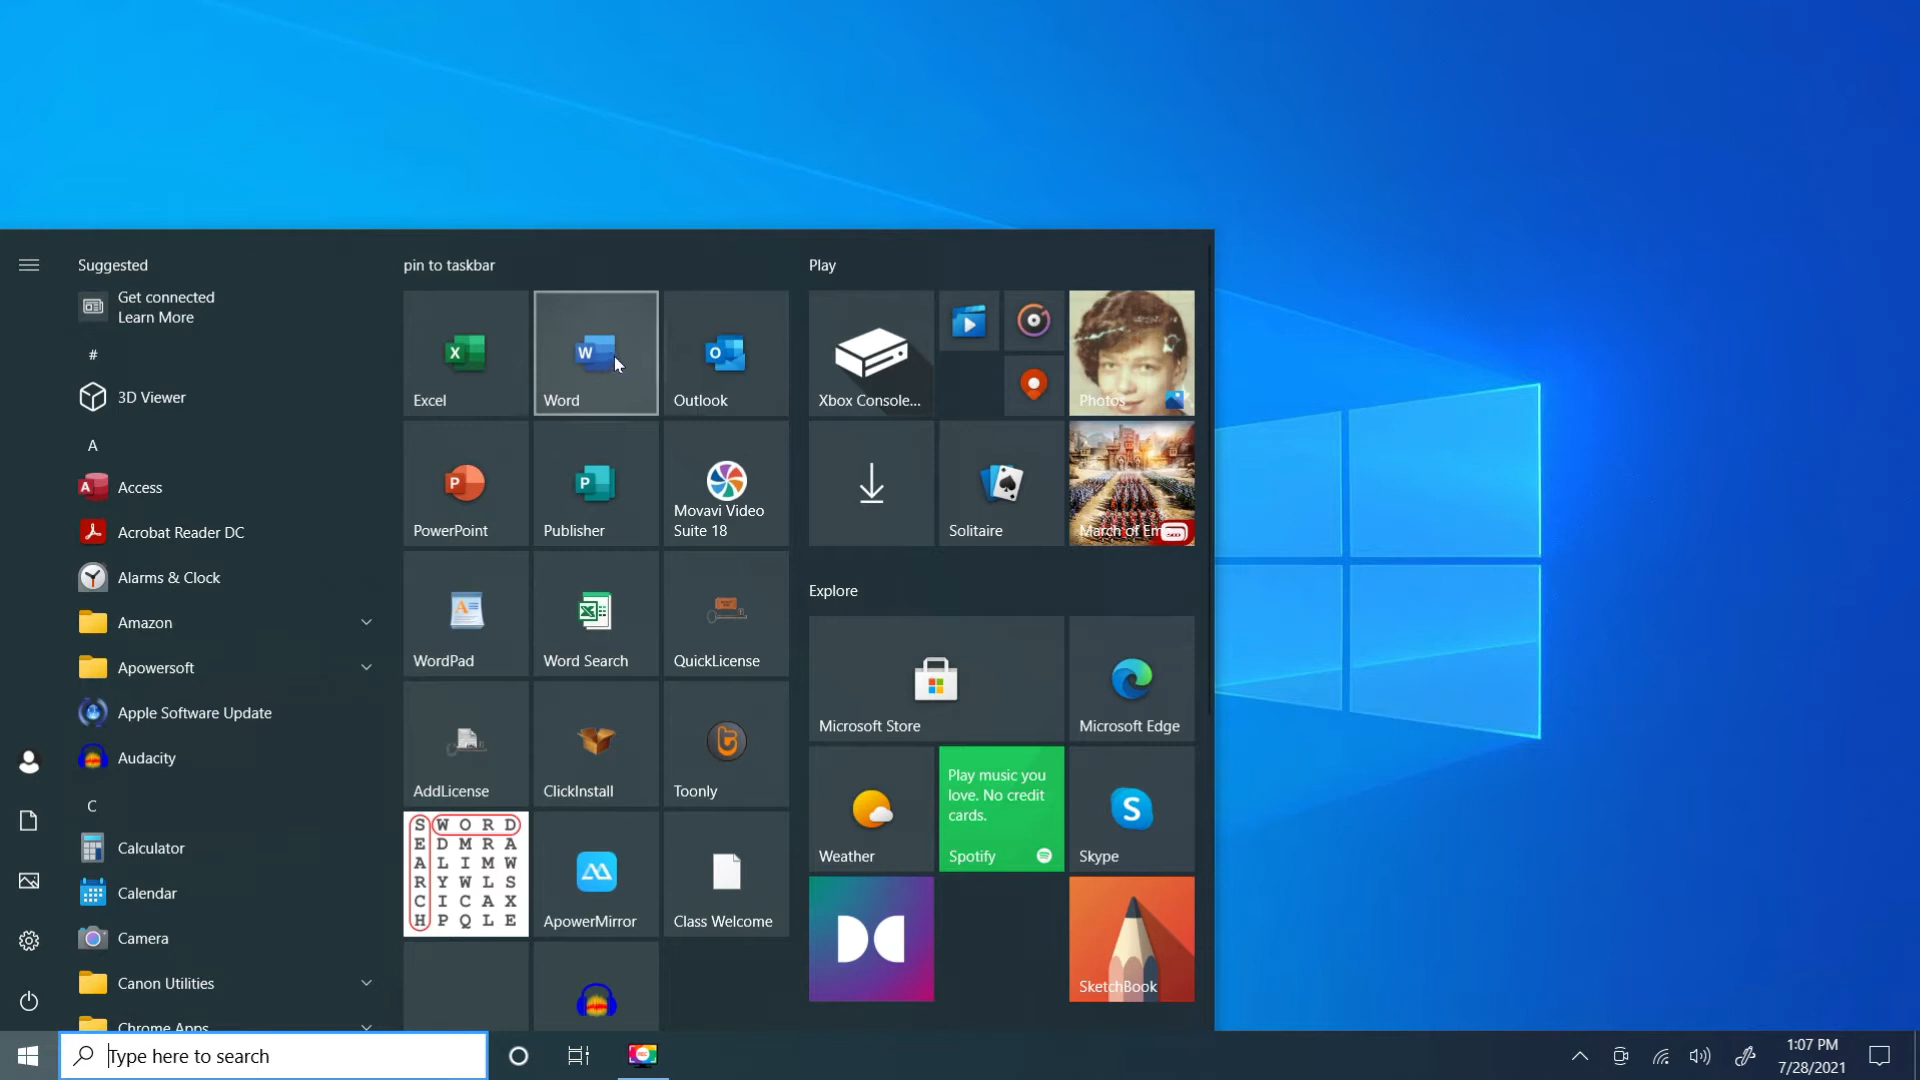 Suggested
Get connected
Learn More
#
3D Viewer
A
Access
Acrobat Reader DC
Alarms & Clock
Amazon
Apowersoft
Apple Software Update
Audacity
C
Calculator
Calendar
Camera
Canon Utilities
Chrome Apps
pin to taskbar
Excel
Word
Outlook
PowerPoint
Publisher
Movavi Video
Suite 18
WordPad
Word Search
QuickLicense
AddLicense
ClickInstall
Toonly
S W O R D
E D M R A
A L I M W
R Y W L S
C I C A X
H P Q L E
ApowerMirror
Class Welcome
Play
Xbox Console...
Photos
Solitaire
March of Em
Explore
Microsoft Store
Microsoft Edge
Weather
Play music you
love. No credit
cards.
Spotify
Skype
SketchBook
Type here to search
1:07 PM
7/28/2021